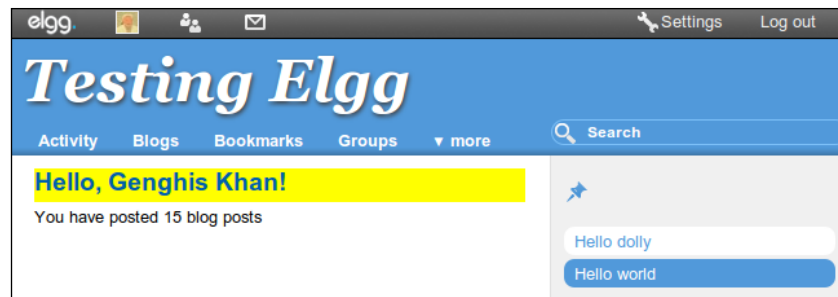 elgg. Settings Log out
Testing Elgg
Activity Blogs Bookmarks Groups ▼ more Search
Hello, Genghis Khan!
You have posted 15 blog posts
Hello dolly
Hello world